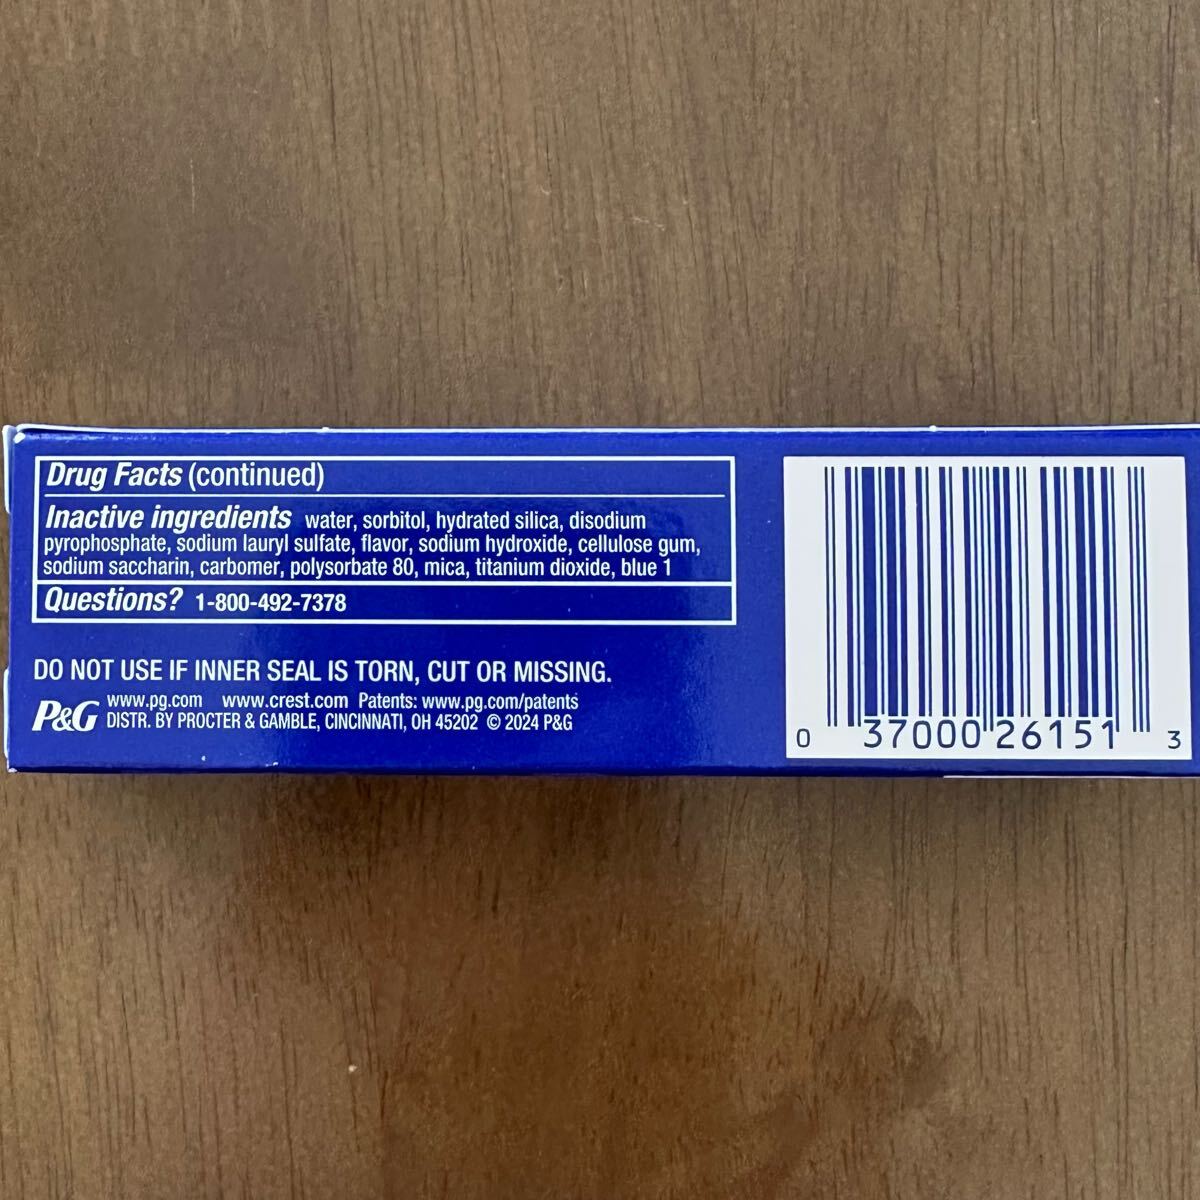 Drug Facts (continued)
Inactive ingredients water, sorbitol, hydrated silica, disodium
pyrophosphate, sodium lauryl sulfate, flavor, sodium hydroxide, cellulose gum,
sodium saccharin, carbomer, polysorbate 80, mica, titanium dioxide, blue 1
Questions? 1-800-492-7378
DO NOT USE IF INNER SEAL IS TORN, CUT OR MISSING.
P&G www.pg.com www.crest.com Patents: www.pg.com/patents
DISTR. BY PROCTER & GAMBLE, CINCINNATI, OH 45202 © 2024 P&G
0 37000 26151 3